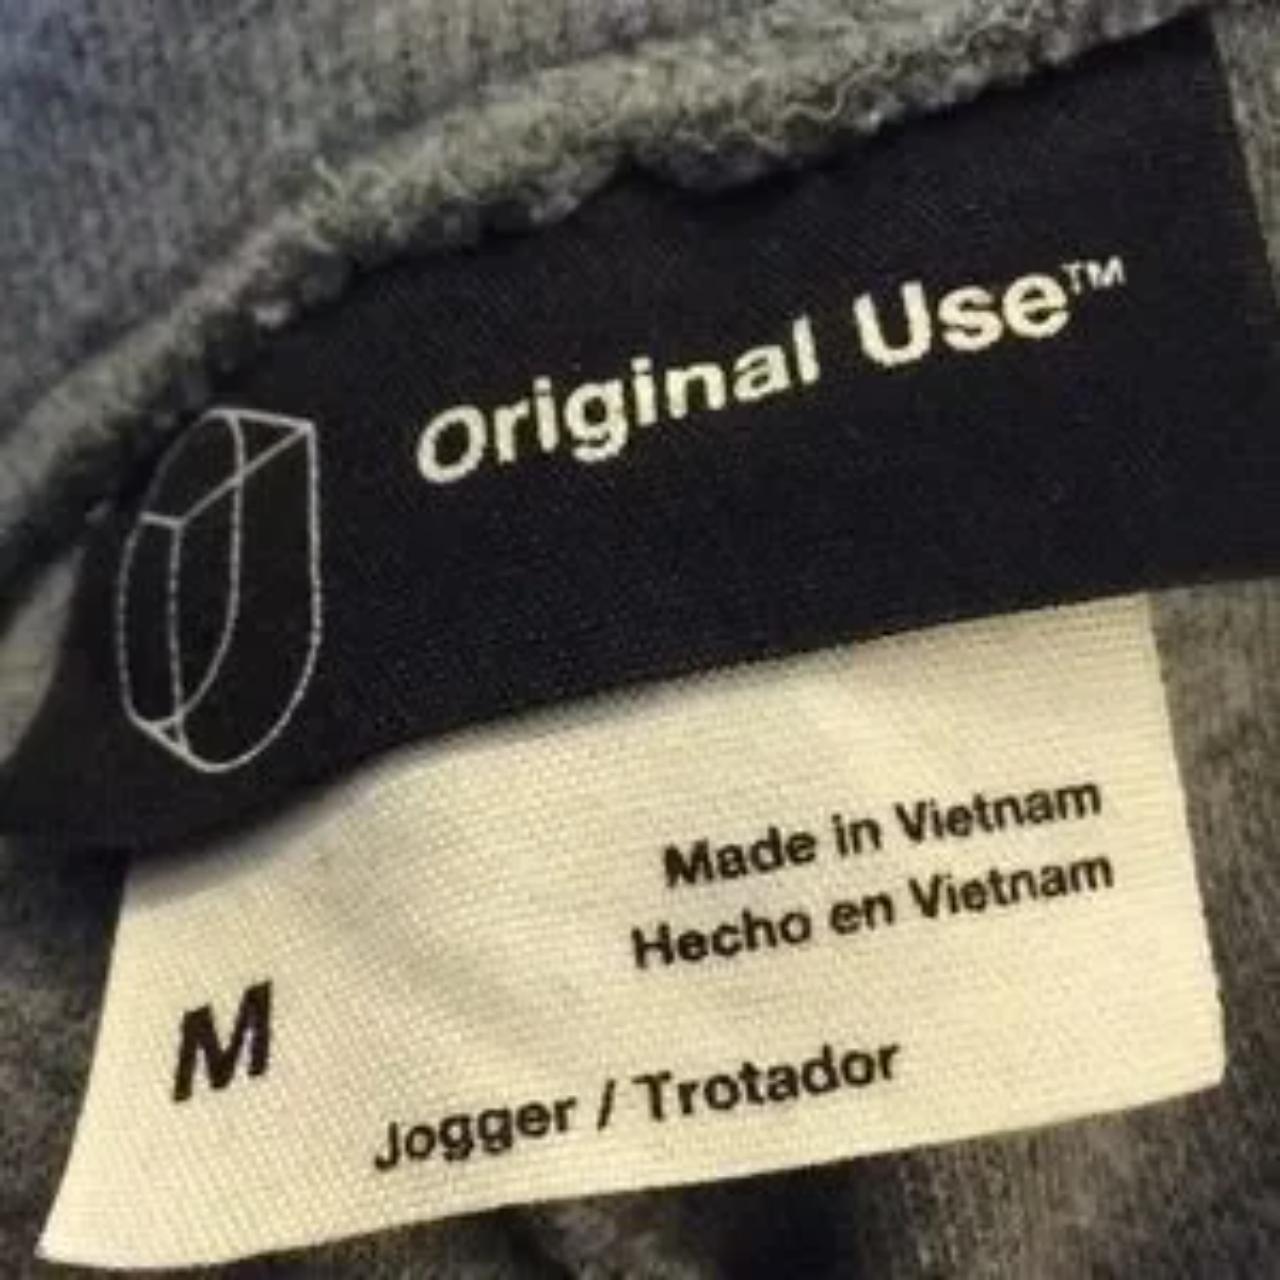 Original Use™
Made in Vietnam
Hecho en Vietnam
M
Jogger / Trotador